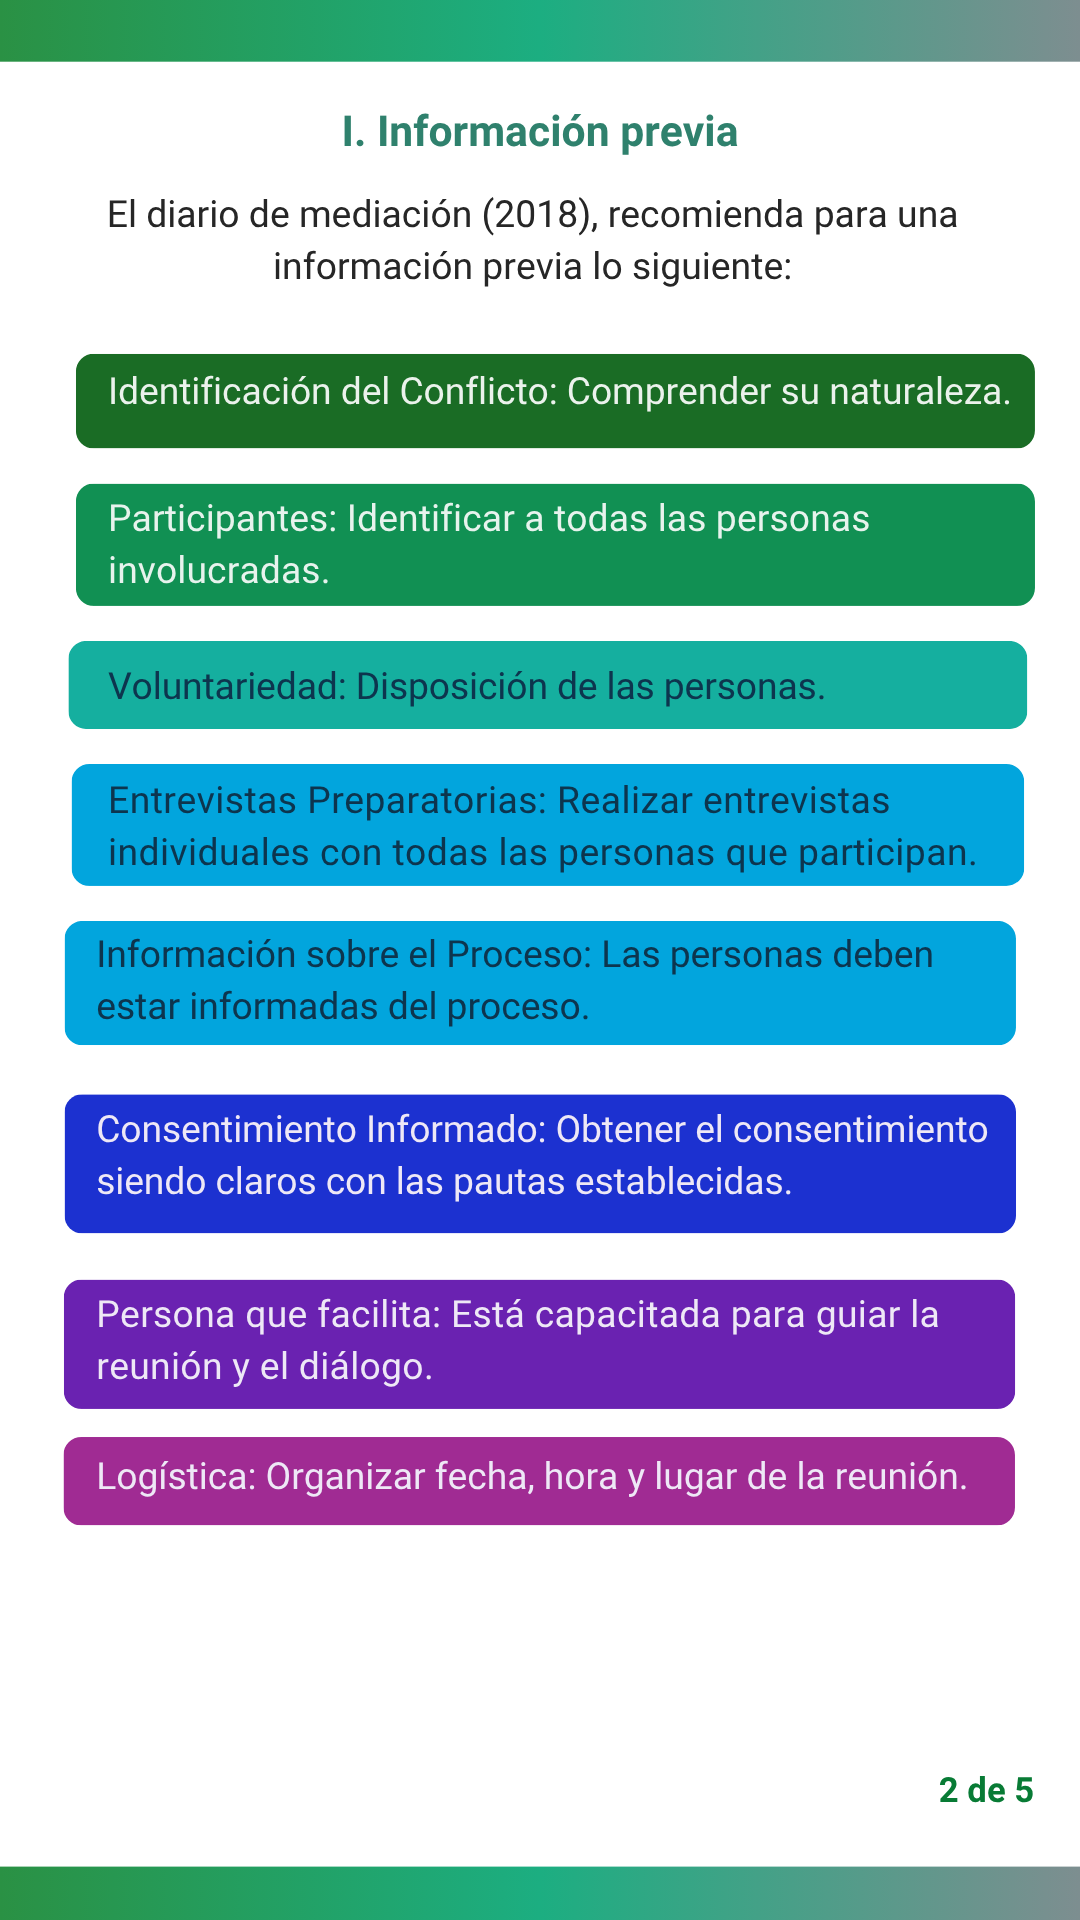 I. Información previa
El diario de mediación (2018), recomienda para una
información previa lo siguiente:
Identificación del Conflicto: Comprender su naturaleza.
Participantes: Identificar a todas las personas
involucradas.
Voluntariedad: Disposición de las personas.
Entrevistas Preparatorias: Realizar entrevistas
individuales con todas las personas que participan.
Información sobre el Proceso: Las personas deben
estar informadas del proceso.
Consentimiento Informado: Obtener el consentimiento
siendo claros con las pautas establecidas.
Persona que facilita: Está capacitada para guiar la
reunión y el diálogo.
Logística: Organizar fecha, hora y lugar de la reunión.
2 de 5